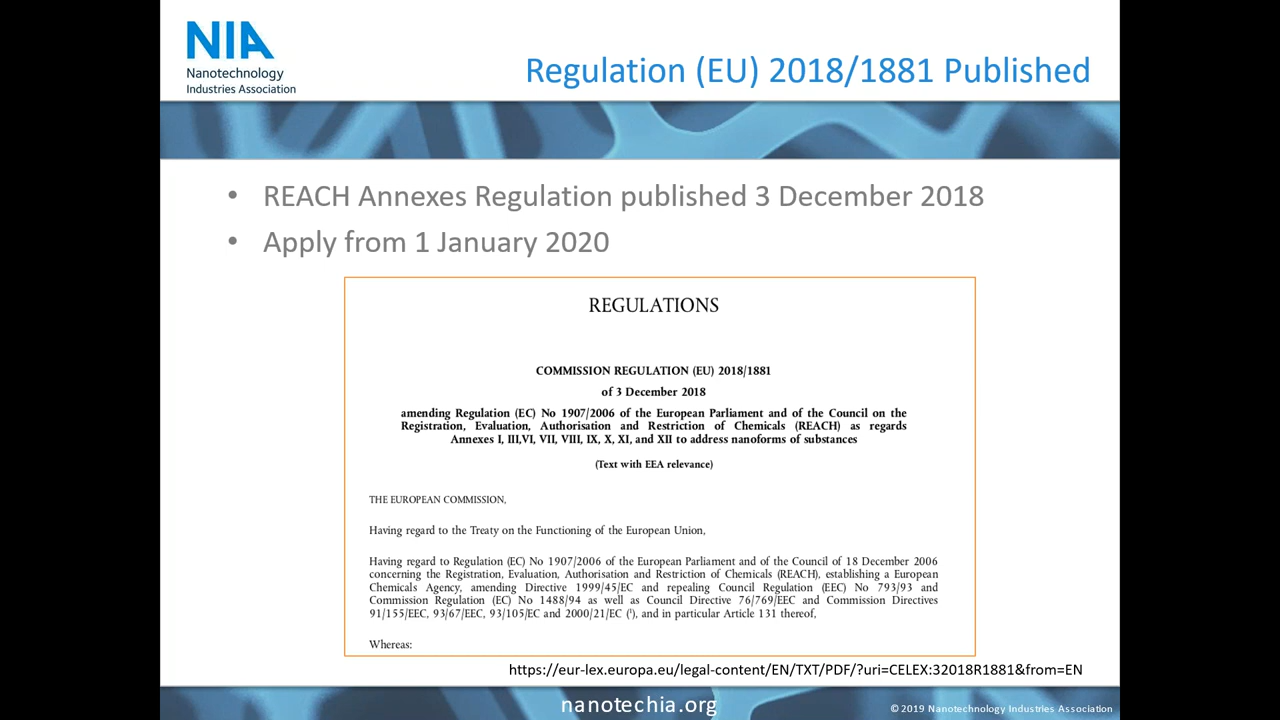 NIA
Nanotechnology
Industries Association
Regulation (EU) 2018/1881 Published
• REACH Annexes Regulation published 3 December 2018
• Apply from 1 January 2020
REGULATIONS
COMMISSION REGULATION (EU) 2018/1881
of 3 December 2018
amending Regulation (EC) No 1907/2006 of the European Parliament and of the Council on the
Registration, Evaluation, Authorisation and Restriction of Chemicals (REACH) as regards
Annexes I, III,VI, VII, VIII, IX, X, XI, and XII to address nanoforms of substances
(Text with EEA relevance)
THE EUROPEAN COMMISSION,
Having regard to the Treaty on the Functioning of the European Union,
Having regard to Regulation (EC) No 1907/2006 of the European Parliament and of the Council of 18 December 2006
concerning the Registration, Evaluation, Authorisation and Restriction of Chemicals (REACH), establishing a European
Chemicals Agency, amending Directive 1999/45/EC and repealing Council Regulation (EEC) No 793/93 and
Commission Regulation (EC) No 1488/94 as well as Council Directive 76/769/EEC and Commission Directives
91/155/EEC, 93/67/EEC, 93/105/EC and 2000/21/EC (¹), and in particular Article 131 thereof,
Whereas:
https://eur-lex.europa.eu/legal-content/EN/TXT/PDF/?uri=CELEX:32018R1881&from=EN
nanotechia.org
© 2019 Nanotechnology Industries Association